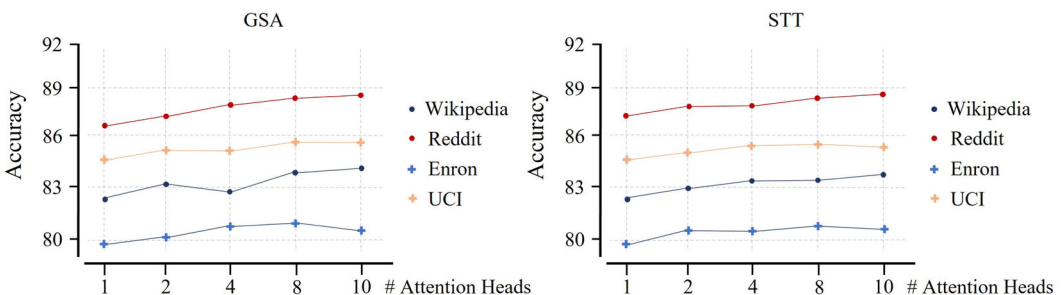 GSA
92
89
86
83
80
Accuracy
1 2 4 8 10 # Attention Heads
Wikipedia
Reddit
Enron
UCI
STT
92
89
86
83
80
Accuracy
1 2 4 8 10 # Attention Heads
Wikipedia
Reddit
Enron
UCI